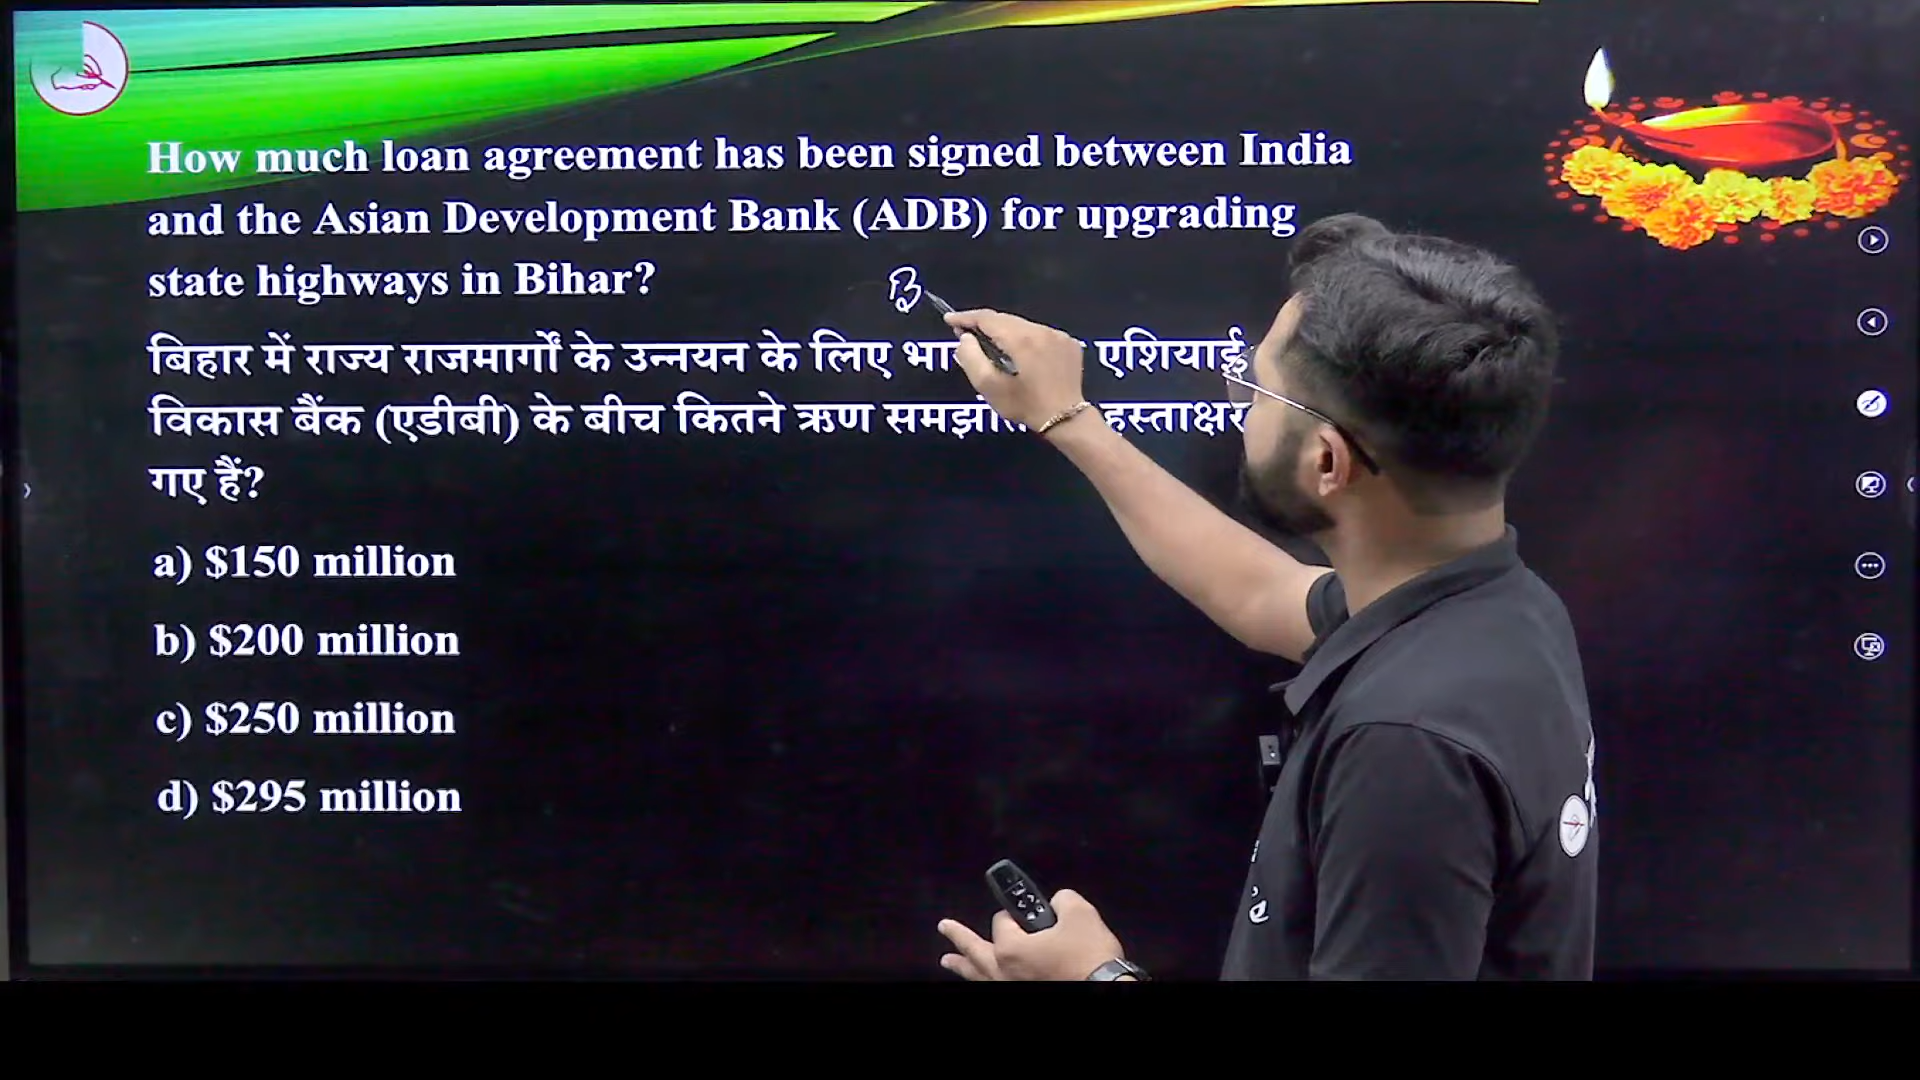 How much loan agreement has been signed between India
and the Asian Development Bank (ADB) for upgrading
state highways in Bihar?
B
बिहार में राज्य राजमार्गों के उन्नयन के लिए एशियाई
विकास बैंक (एडीबी) के बीच कितने ऋण हस्ताक्षर
गए हैं?
a) $150 million
b) $200 million
c) $250 million
d) $295 million